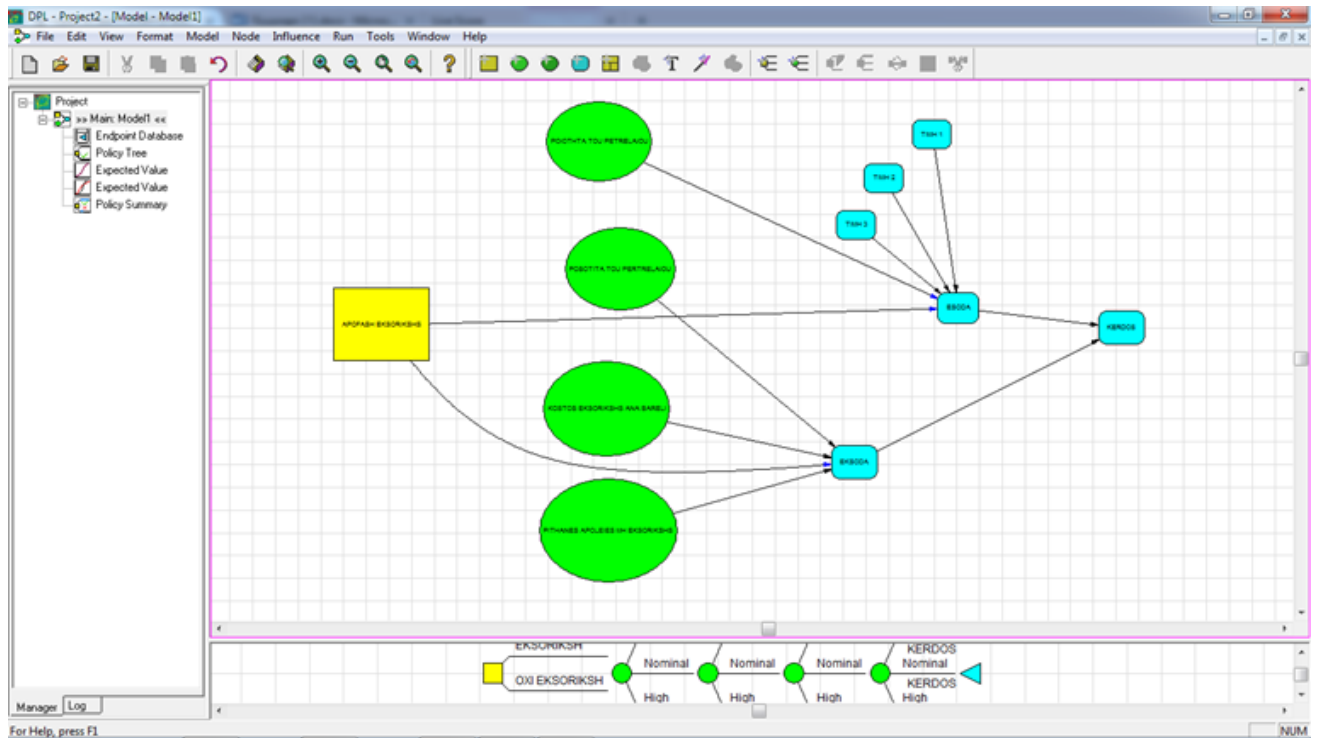 DPL - Project2 - [Model - Model1]
File Edit View Format Model Node Influence Run Tools Window Help
Project
>> Main: Model1 <<
Endpoint Database
Policy Tree
Expected Value
Expected Value
Policy Summary
POIOTHTA TOU PETRELAIOU
TIMH 1
TIMH 2
TIMH 3
POSOTITA TOU PERTRELAIOU
APOFASH EKSORIKSHS
ESODA
KERDOS
KOSTOS EKSORIKSHS ANA BARELI
EKSODA
PITHANES APOLEIES MH EKSORIKSHS
EKSORIKSH
OXI EKSORIKSH
Nominal
High
Nominal
High
Nominal
High
KERDOS
Nominal
KERDOS
High
Manager Log
For Help, press F1
NUM